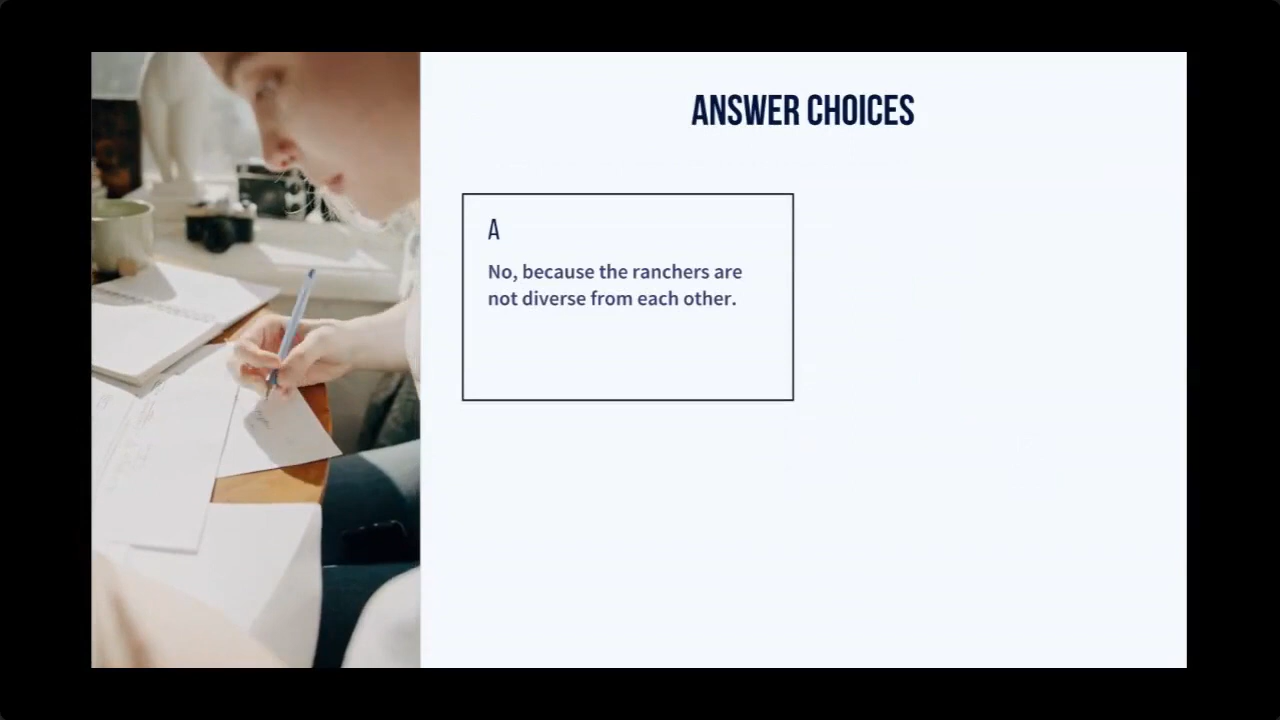 ANSWER CHOICES
A
No, because the ranchers are
not diverse from each other.